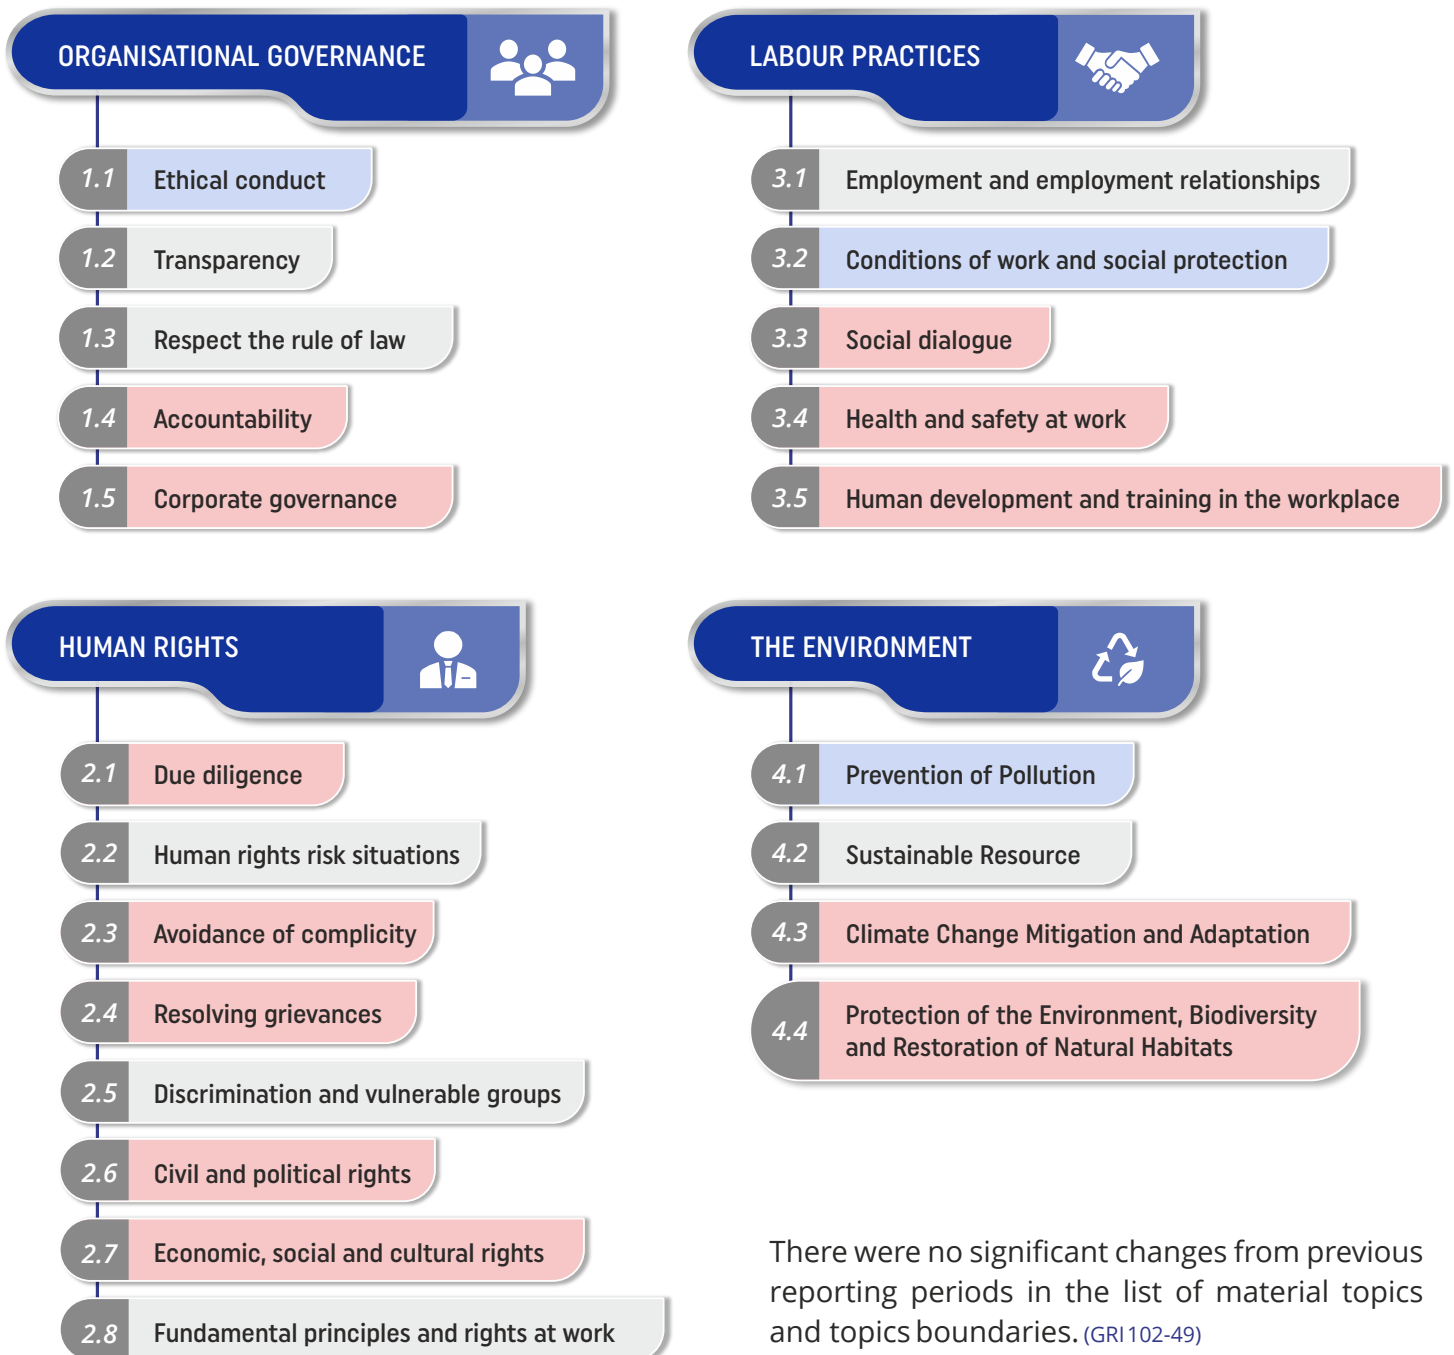 ORGANISATIONAL GOVERNANCE
1.1 Ethical conduct
1.2 Transparency
1.3 Respect the rule of law
1.4 Accountability
1.5 Corporate governance
LABOUR PRACTICES
3.1 Employment and employment relationships
3.2 Conditions of work and social protection
3.3 Social dialogue
3.4 Health and safety at work
3.5 Human development and training in the workplace
HUMAN RIGHTS
2.1 Due diligence
2.2 Human rights risk situations
2.3 Avoidance of complicity
2.4 Resolving grievances
2.5 Discrimination and vulnerable groups
2.6 Civil and political rights
2.7 Economic, social and cultural rights
2.8 Fundamental principles and rights at work
THE ENVIRONMENT
4.1 Prevention of Pollution
4.2 Sustainable Resource
4.3 Climate Change Mitigation and Adaptation
4.4 Protection of the Environment, Biodiversity
and Restoration of Natural Habitats
There were no significant changes from previous
reporting periods in the list of material topics
and topics boundaries. (GRI 102-49)